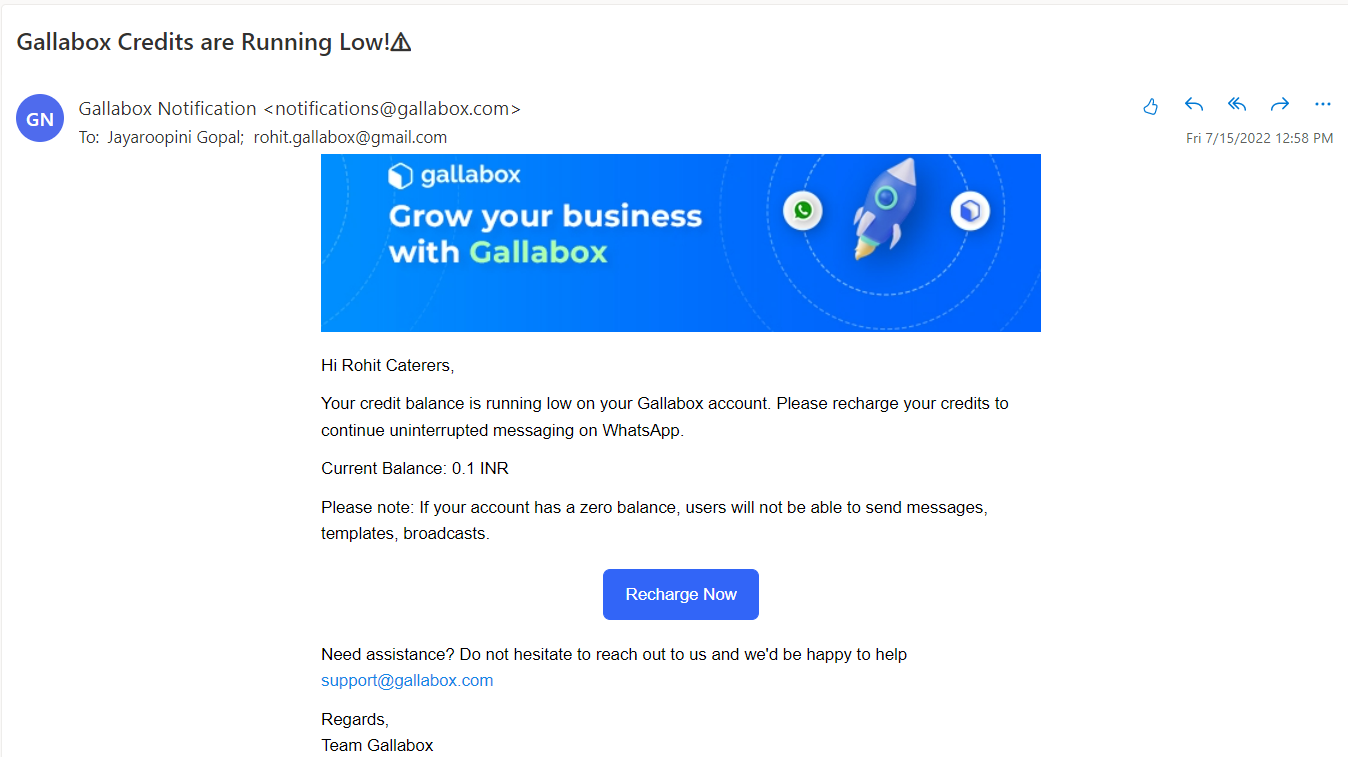 Gallabox Credits are Running Low!⚠
GN
Gallabox Notification <notifications@gallabox.com>
To: Jayaroopini Gopal; rohit.gallabox@gmail.com
Fri 7/15/2022 12:58 PM
gallabox
Grow your business
with Gallabox
Hi Rohit Caterers,
Your credit balance is running low on your Gallabox account. Please recharge your credits to
continue uninterrupted messaging on WhatsApp.
Current Balance: 0.1 INR
Please note: If your account has a zero balance, users will not be able to send messages,
templates, broadcasts.
Recharge Now
Need assistance? Do not hesitate to reach out to us and we'd be happy to help
support@gallabox.com
Regards,
Team Gallabox